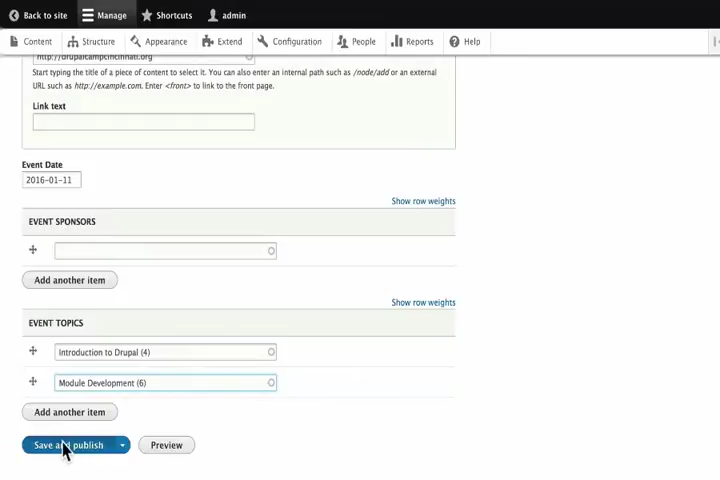 Back to site Manage Shortcuts admin
Content Structure Appearance Extend Configuration People Reports Help
http://drupalcampcincinnati.org
Start typing the title of a piece of content to select it. You can also enter an internal path such as /node/add or an external
URL such as http://example.com. Enter <front> to link to the front page.
Link text
Event Date
2016-01-11
Show row weights
EVENT SPONSORS
Add another item
Show row weights
EVENT TOPICS
Introduction to Drupal (4)
Module Development (6)
Add another item
Save and publish Preview